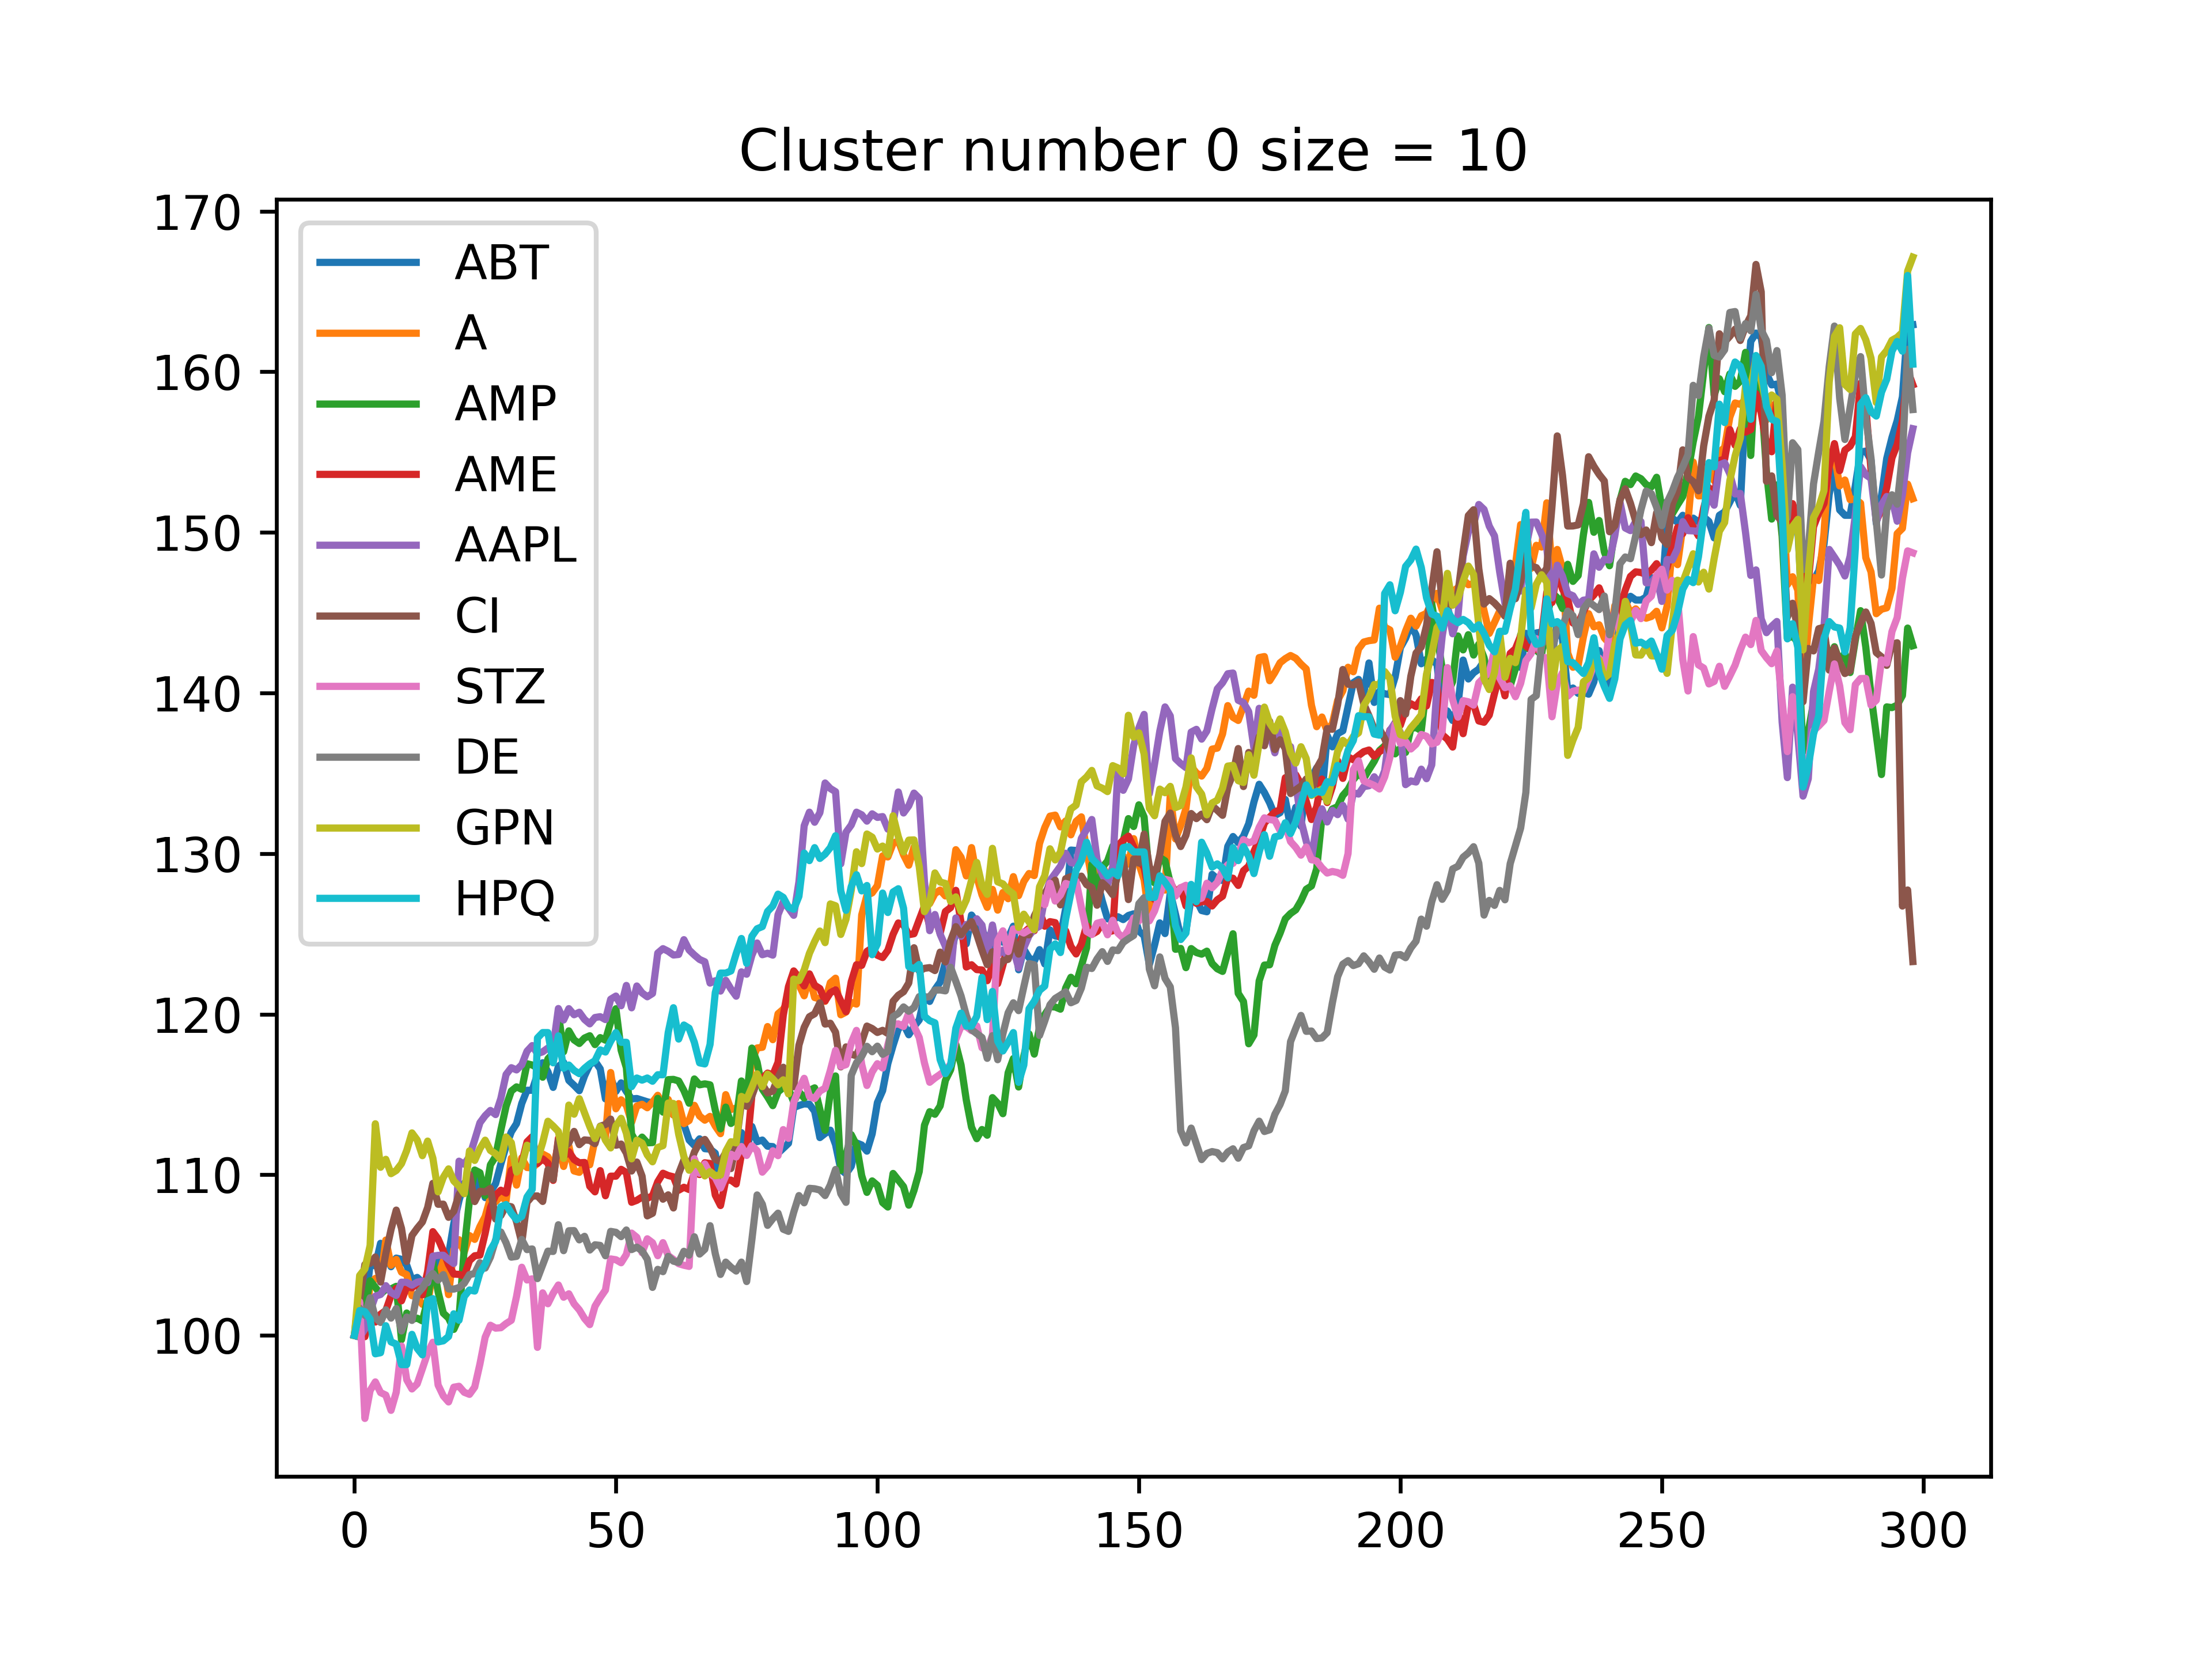 Cluster number 0 size = 10
170
160
150
140
130
120
110
100
ABT
A
AMP
AME
AAPL
CI
STZ
DE
GPN
HPQ
0 50 100 150 200 250 300